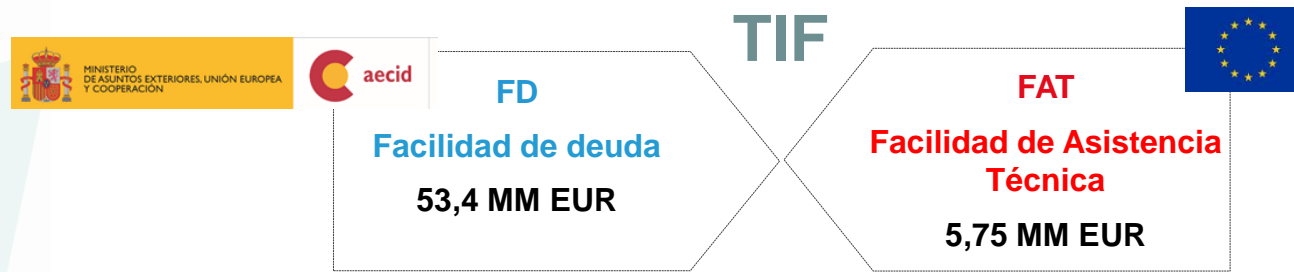 TIF
MINISTERIO
DE ASUNTOS EXTERIORES, UNIÓN EUROPEA
Y COOPERACIÓN
aecid
FD
Facilidad de deuda
53,4 MM EUR
FAT
Facilidad de Asistencia
Técnica
5,75 MM EUR